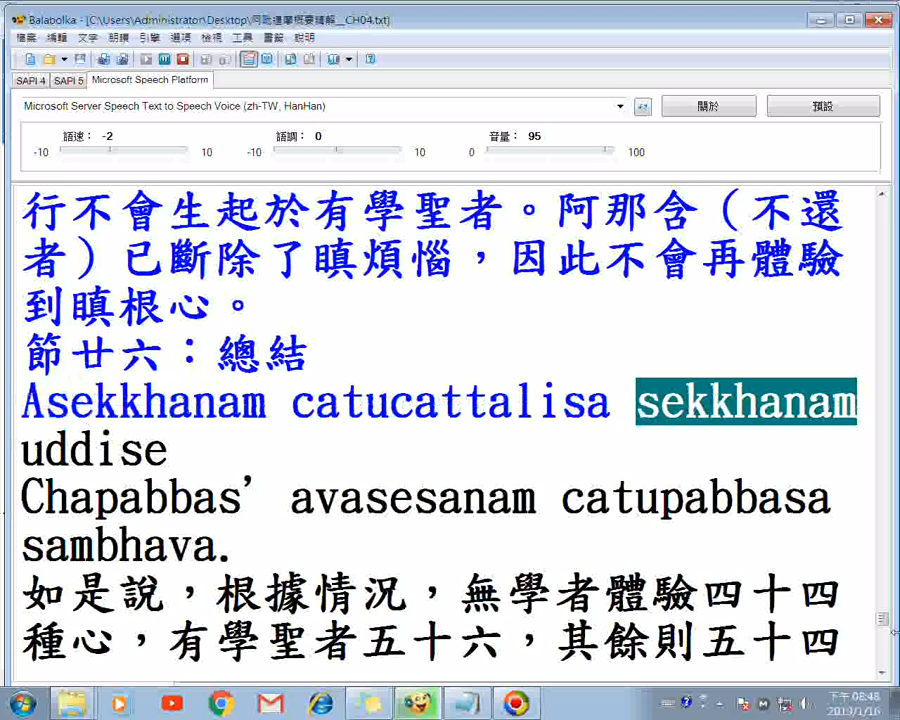 Balabolka - [C:\Users\Administrator\Desktop\阿毗達摩概要精解__CH04.txt]
檔案 編輯 文字 朗讀 引擎 選項 檢視 工具 書籤 說明
SAPI 4 SAPI 5 Microsoft Speech Platform
Microsoft Server Speech Text to Speech Voice (zh-TW, HanHan) 關於 預設
語速： -2 語調： 0 音量： 95
-10 10 -10 10 0 100
行不會生起於有學聖者。阿那含（不還
者）已斷除了瞋煩惱，因此不會再體驗
到瞋根心。
節廿六：總結
Asekkhanam catucattalisa sekkhanam
uddise
Chapabbas' avasesanam catupabbasa
sambhava.
如是說，根據情況，無學者體驗四十四
種心，有學聖者五十六，其餘則五十四
下午 08:48
2019/1/16